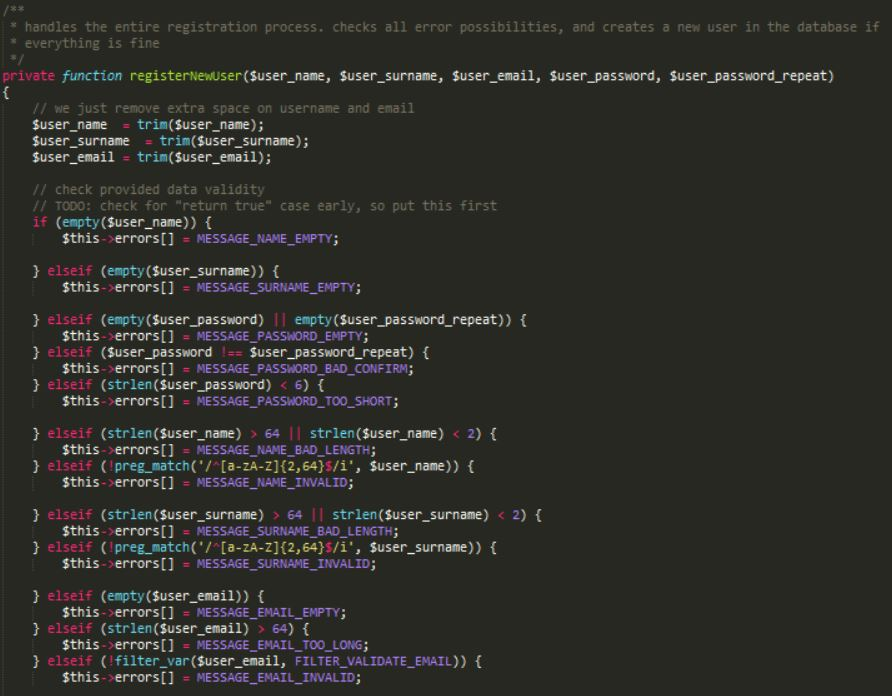 /**
 * handles the entire registration process. checks all error possibilities, and creates a new user in the database if
 * everything is fine
 */
private function registerNewUser($user_name, $user_surname, $user_email, $user_password, $user_password_repeat)
{
    // we just remove extra space on username and email
    $user_name  = trim($user_name);
    $user_surname  = trim($user_surname);
    $user_email = trim($user_email);

    // check provided data validity
    // TODO: check for "return true" case early, so put this first
    if (empty($user_name)) {
        $this->errors[] = MESSAGE_NAME_EMPTY;

    } elseif (empty($user_surname)) {
        $this->errors[] = MESSAGE_SURNAME_EMPTY;

    } elseif (empty($user_password) || empty($user_password_repeat)) {
        $this->errors[] = MESSAGE_PASSWORD_EMPTY;
    } elseif ($user_password !== $user_password_repeat) {
        $this->errors[] = MESSAGE_PASSWORD_BAD_CONFIRM;
    } elseif (strlen($user_password) < 6) {
        $this->errors[] = MESSAGE_PASSWORD_TOO_SHORT;

    } elseif (strlen($user_name) > 64 || strlen($user_name) < 2) {
        $this->errors[] = MESSAGE_NAME_BAD_LENGTH;
    } elseif (!preg_match('/^[a-zA-Z]{2,64}$/i', $user_name)) {
        $this->errors[] = MESSAGE_NAME_INVALID;

    } elseif (strlen($user_surname) > 64 || strlen($user_surname) < 2) {
        $this->errors[] = MESSAGE_SURNAME_BAD_LENGTH;
    } elseif (!preg_match('/^[a-zA-Z]{2,64}$/i', $user_surname)) {
        $this->errors[] = MESSAGE_SURNAME_INVALID;

    } elseif (empty($user_email)) {
        $this->errors[] = MESSAGE_EMAIL_EMPTY;
    } elseif (strlen($user_email) > 64) {
        $this->errors[] = MESSAGE_EMAIL_TOO_LONG;
    } elseif (!filter_var($user_email, FILTER_VALIDATE_EMAIL)) {
        $this->errors[] = MESSAGE_EMAIL_INVALID;